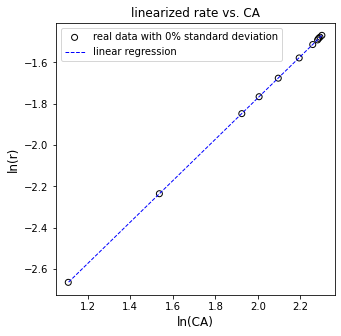 linearized rate vs. CA
real data with 0% standard deviation
linear regression
ln(r)
−1.6
−1.8
−2.0
−2.2
−2.4
−2.6
1.2
1.4
1.6
1.8
2.0
2.2
ln(CA)